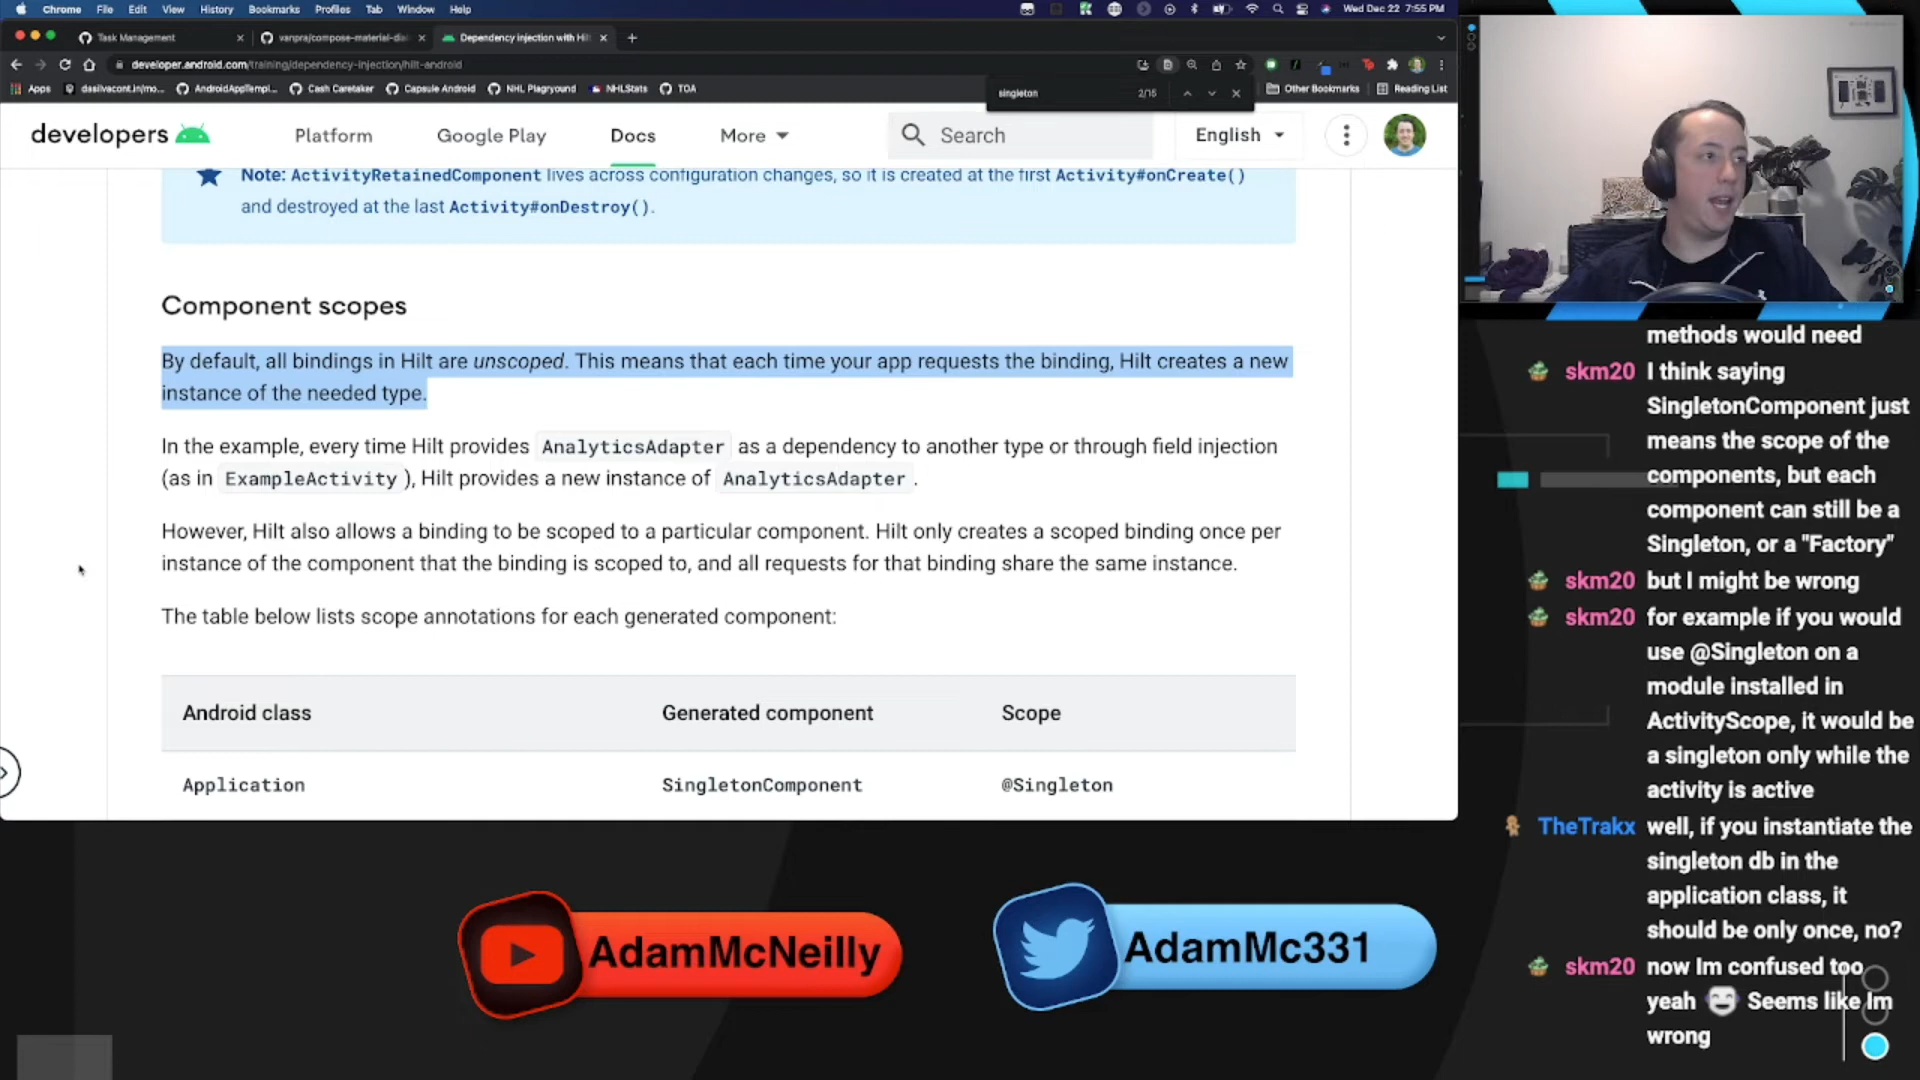 Chrome File Edit View History Bookmarks Profiles Tab Window Help
Wed Dec 22 7:55 PM
Task Management
vanpra/compose-material-dia
Dependency injection with Hil
developer.android.com/training/dependency-injection/hilt-android
Apps
dasilvacont.in/mo...
AndroidAppTempl...
Cash Caretaker
Capsule Android
NHL Playground
NHLStats
TOA
Other Bookmarks
Reading List
singleton 2/15
developers
Platform
Google Play
Docs
More
Search
English
Note: ActivityRetainedComponent lives across configuration changes, so it is created at the first Activity#onCreate()
and destroyed at the last Activity#onDestroy().
Component scopes
By default, all bindings in Hilt are unscoped. This means that each time your app requests the binding, Hilt creates a new
instance of the needed type.
In the example, every time Hilt provides AnalyticsAdapter as a dependency to another type or through field injection
(as in ExampleActivity ), Hilt provides a new instance of AnalyticsAdapter .
However, Hilt also allows a binding to be scoped to a particular component. Hilt only creates a scoped binding once per
instance of the component that the binding is scoped to, and all requests for that binding share the same instance.
The table below lists scope annotations for each generated component:
Android class Generated component Scope
Application SingletonComponent @Singleton
AdamMcNeilly
AdamMc331
methods would need
skm20 I think saying
SingletonComponent just
means the scope of the
components, but each
component can still be a
Singleton, or a "Factory"
skm20 but I might be wrong
skm20 for example if you would
use @Singleton on a
module installed in
ActivityScope, it would be
a singleton only while the
activity is active
TheTrakx well, if you instantiate the
singleton db in the
application class, it
should be only once, no?
skm20 now Im confused too
yeah Seems like Im
wrong